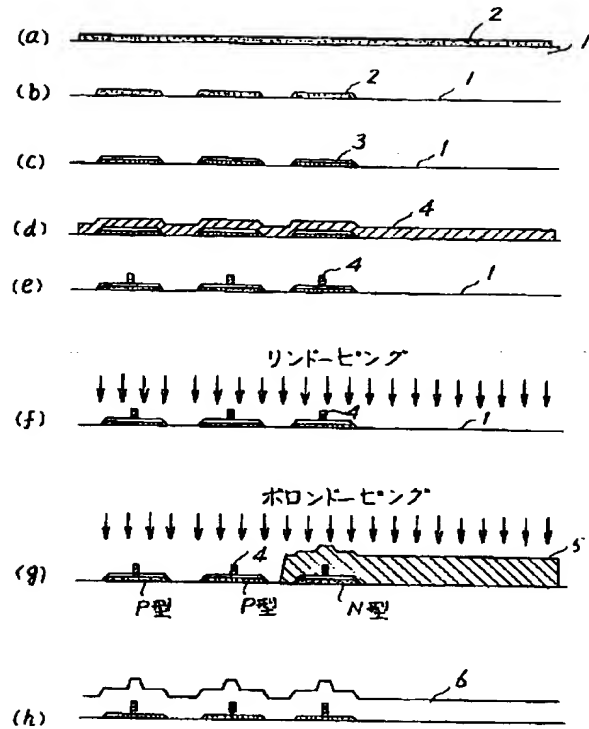 (a) 2 1
(b) 2 1
(c) 3 1
(d) 4
(e) 4 1
リンドーピング
(f) 4 1
ボロンドーピング
(g) 4 5
P型 P型 N型
6
(h)